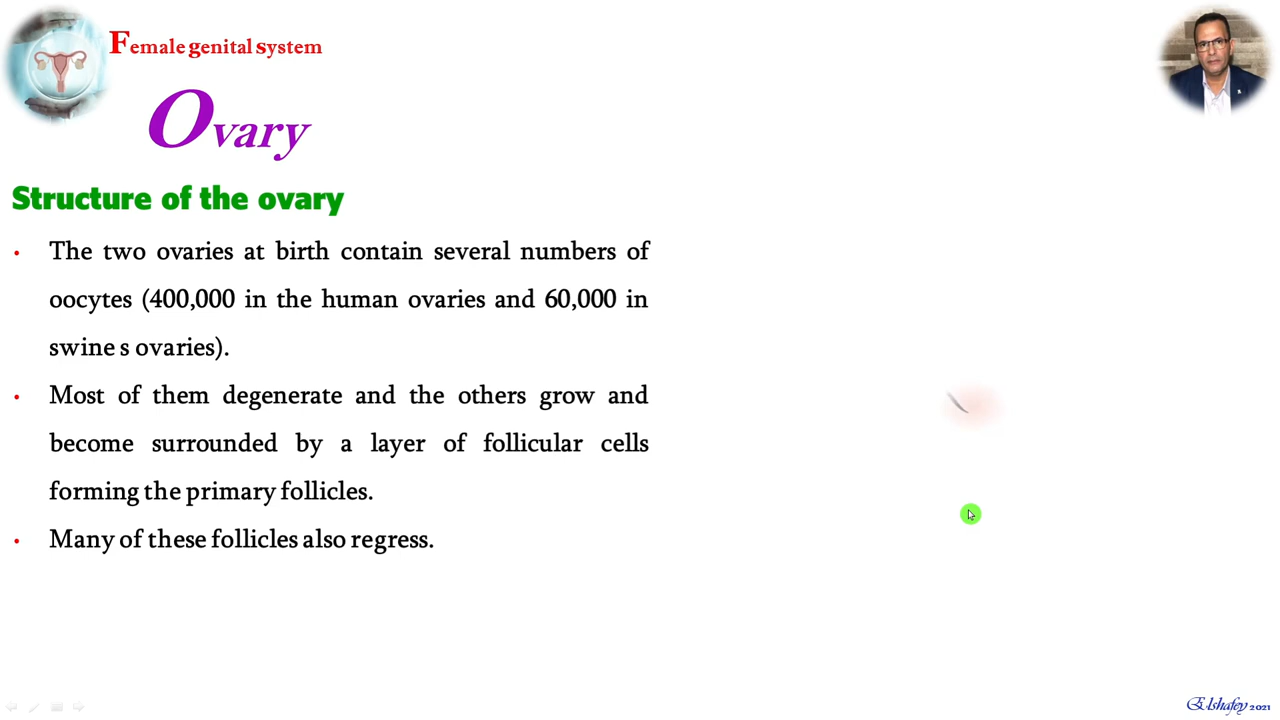 Female genital system
Ovary
Structure of the ovary
• The two ovaries at birth contain several numbers of
oocytes (400,000 in the human ovaries and 60,000 in
swine s ovaries).
• Most of them degenerate and the others grow and
become surrounded by a layer of follicular cells
forming the primary follicles.
• Many of these follicles also regress.
Elshafey 2021